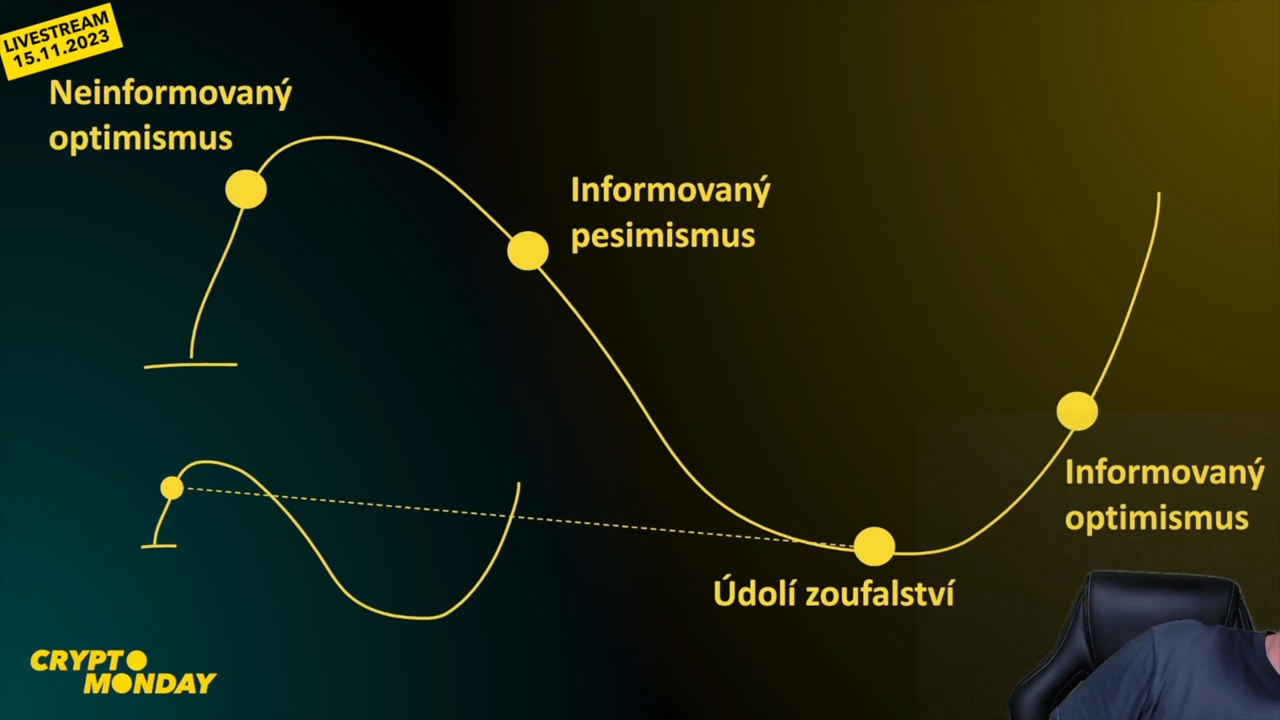 LIVESTREAM
15.11.2023
Neinformovaný
optimismus
Informovaný
pesimismus
Informovaný
optimismus
Údolí zoufalství
CRYPTO
MONDAY